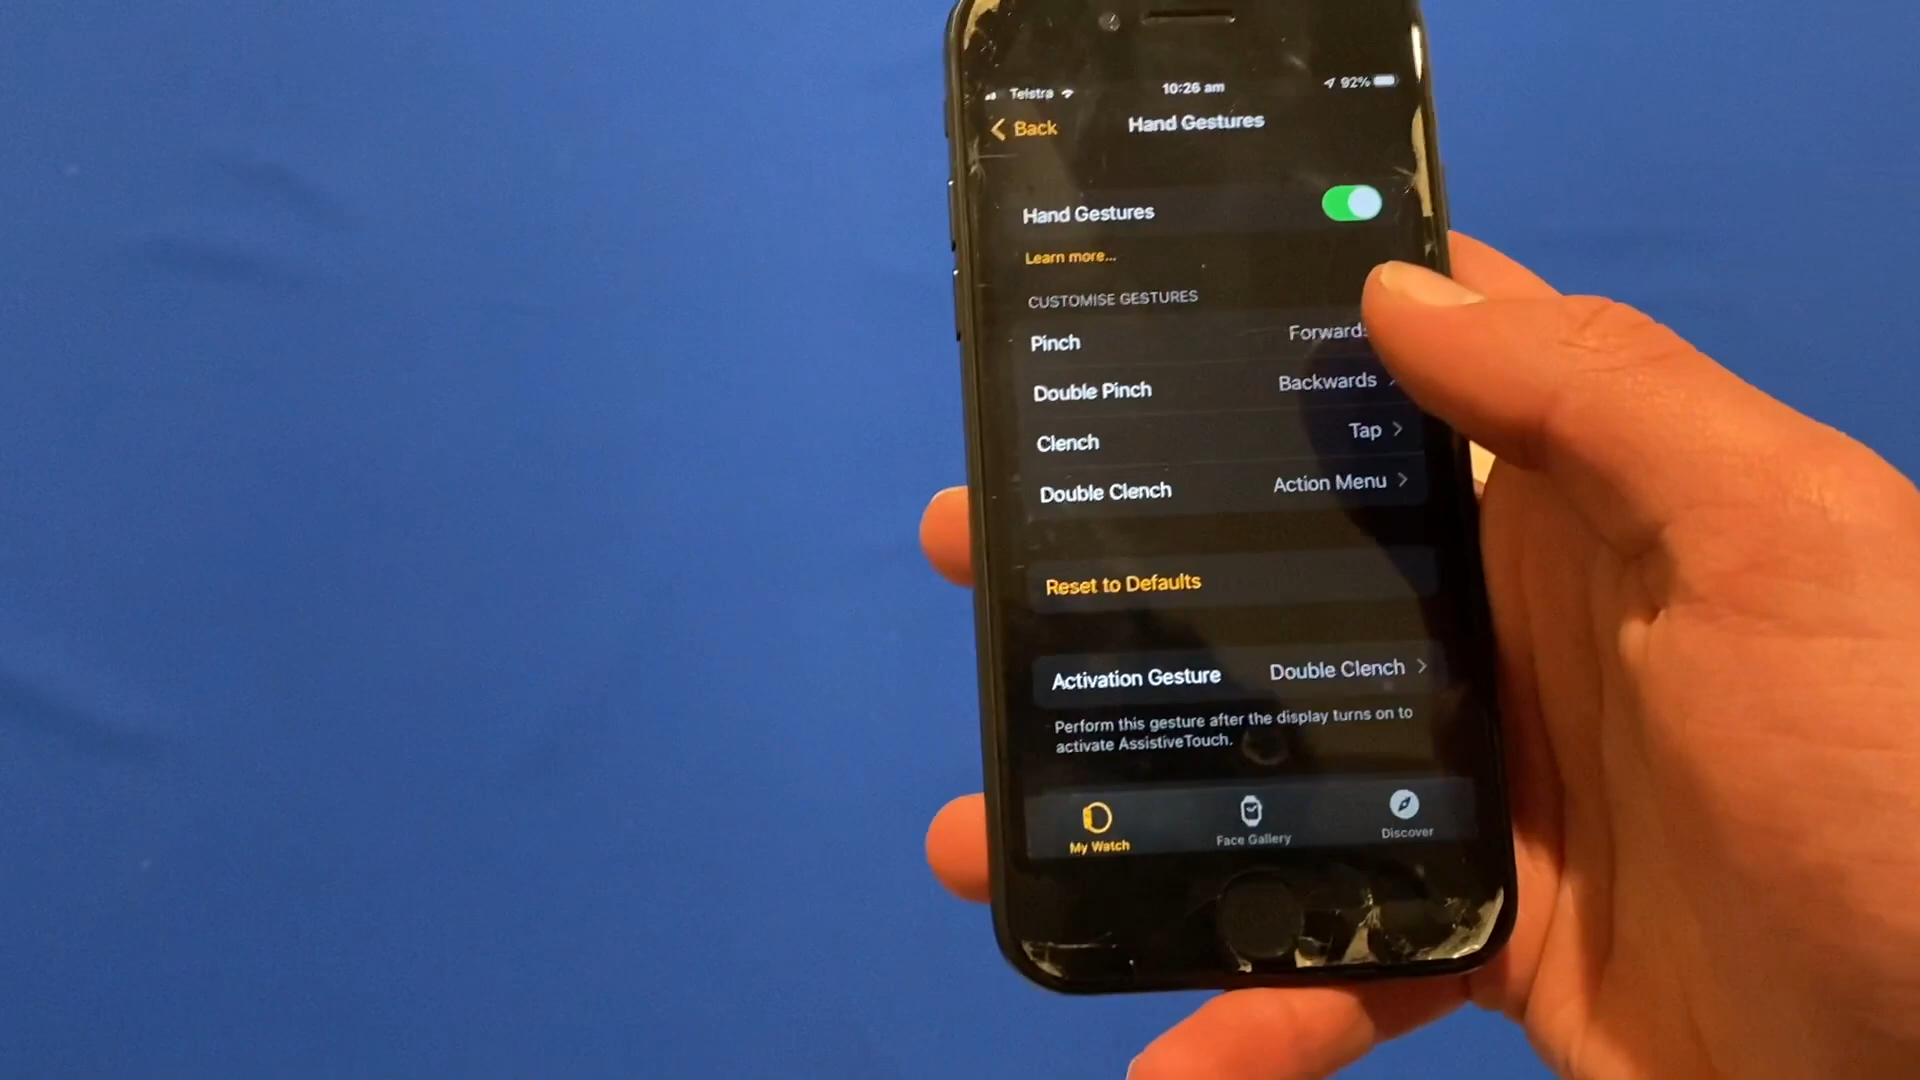 Telstra 10:26 am 92%
Back Hand Gestures
Hand Gestures
Learn more...
CUSTOMISE GESTURES
Pinch Forward
Double Pinch Backwards
Clench Tap
Double Clench Action Menu
Reset to Defaults
Activation Gesture Double Clench
Perform this gesture after the display turns on to
activate AssistiveTouch.
My Watch Face Gallery Discover